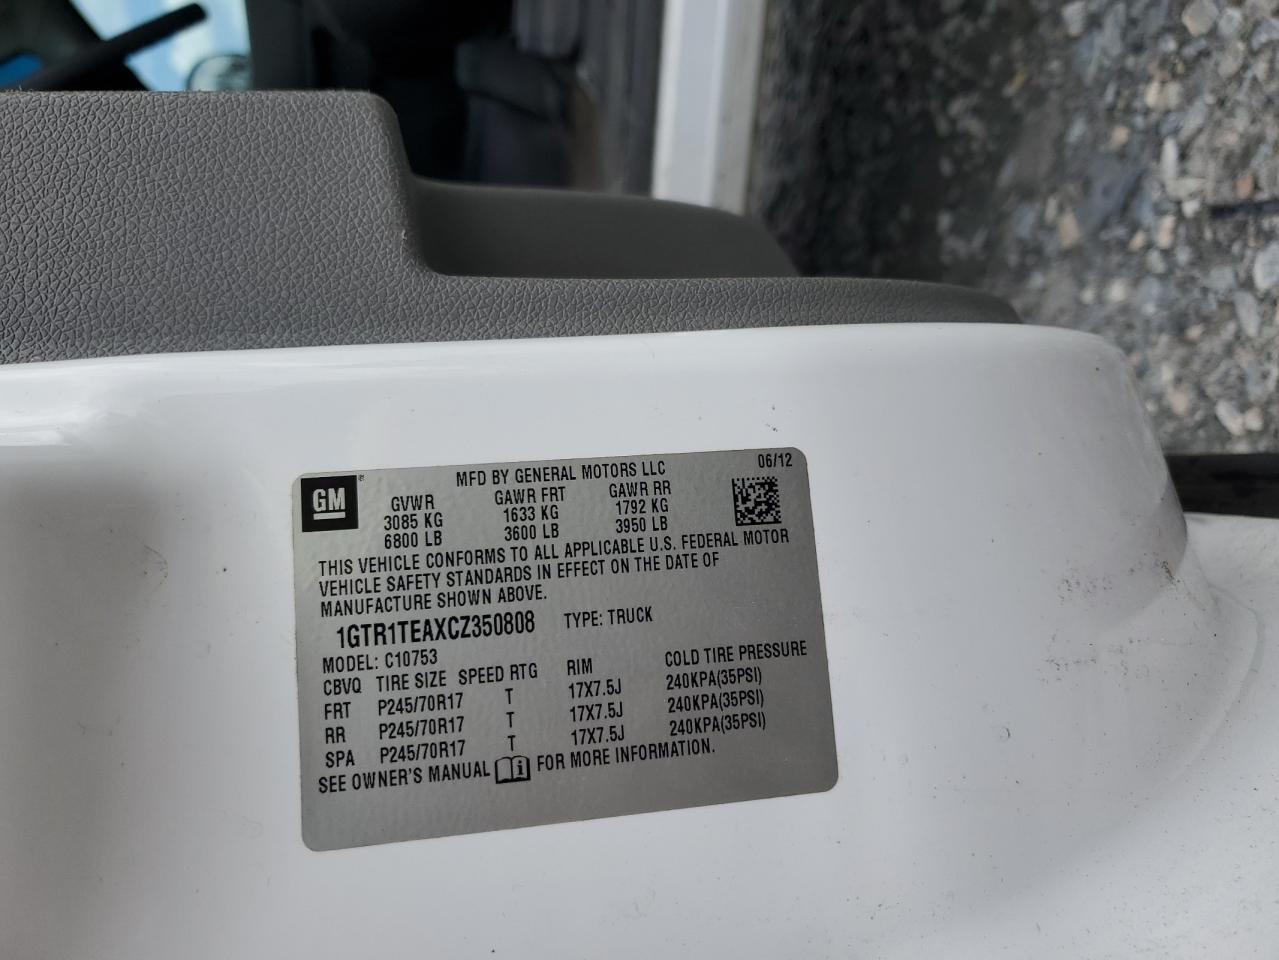 MFD BY GENERAL MOTORS LLC 06/12
GM ®
GVWR GAWR FRT GAWR RR
3085 KG 1633 KG 1792 KG
6800 LB 3600 LB 3950 LB
THIS VEHICLE CONFORMS TO ALL APPLICABLE U.S. FEDERAL MOTOR
VEHICLE SAFETY STANDARDS IN EFFECT ON THE DATE OF
MANUFACTURE SHOWN ABOVE.
1GTR1TEAXCZ350808 TYPE: TRUCK
MODEL: C10753
CBVQ TIRE SIZE SPEED RTG RIM COLD TIRE PRESSURE
FRT P245/70R17 T 17X7.5J 240KPA(35PSI)
RR P245/70R17 T 17X7.5J 240KPA(35PSI)
SPA P245/70R17 T 17X7.5J 240KPA(35PSI)
SEE OWNER'S MANUAL i FOR MORE INFORMATION.